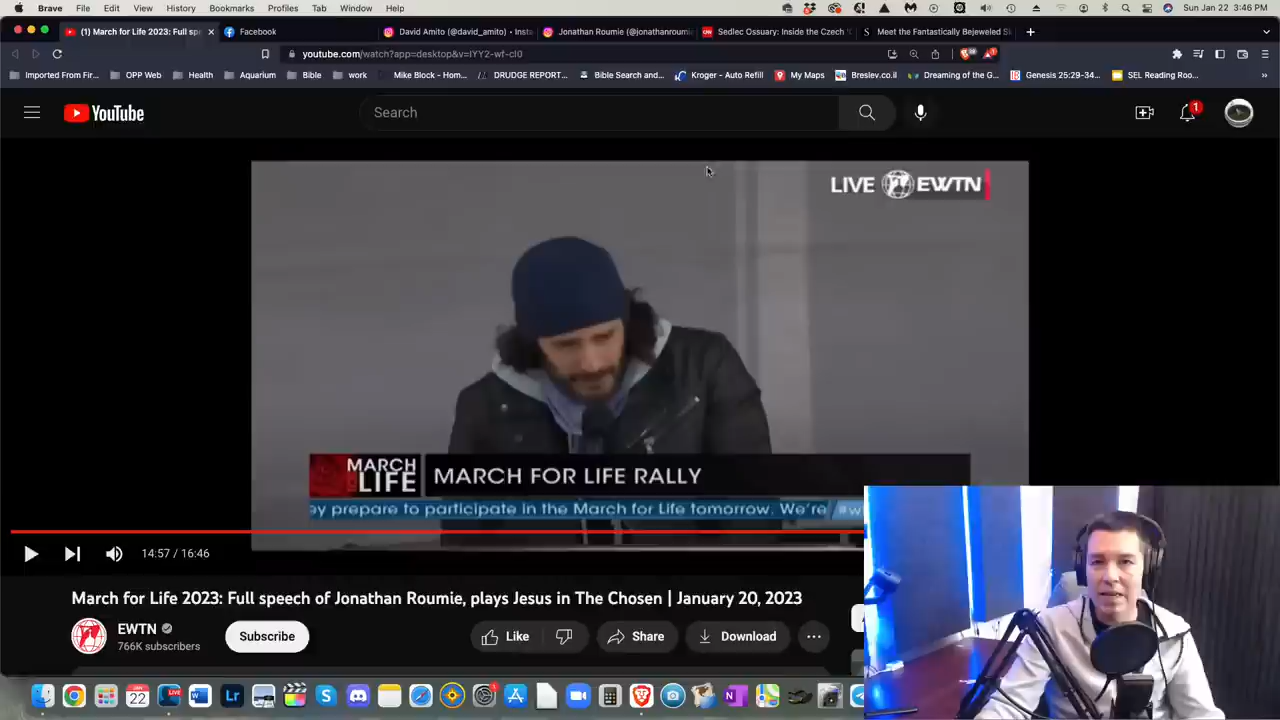 Brave File Edit View History Bookmarks Profiles Tab Window Help Sun Jan 22 3:46 PM
(1) March for Life 2023: Full sp Facebook David Amito (@david_amito) • Insta Jonathan Roumie (@jonathanroumi Sedlec Ossuary: Inside the Czech ' Meet the Fantastically Bejeweled Sk
youtube.com/watch?app=desktop&v=IYY2-wf-cI0
Imported From Fir... OPP Web Health Aquarium Bible work Mike Block - Hom... DRUDGE REPORT... Bible Search and... Kroger - Auto Refill My Maps Breslev.co.il Dreaming of the G... Genesis 25:29-34... SEL Reading Roo...
YouTube Search 1
LIVE EWTN
MARCH LIFE MARCH FOR LIFE RALLY
ey prepare to participate in the March for Life tomorrow. We're #w
14:57 / 16:46
March for Life 2023: Full speech of Jonathan Roumie, plays Jesus in The Chosen | January 20, 2023
EWTN
766K subscribers
Subscribe Like Share Download